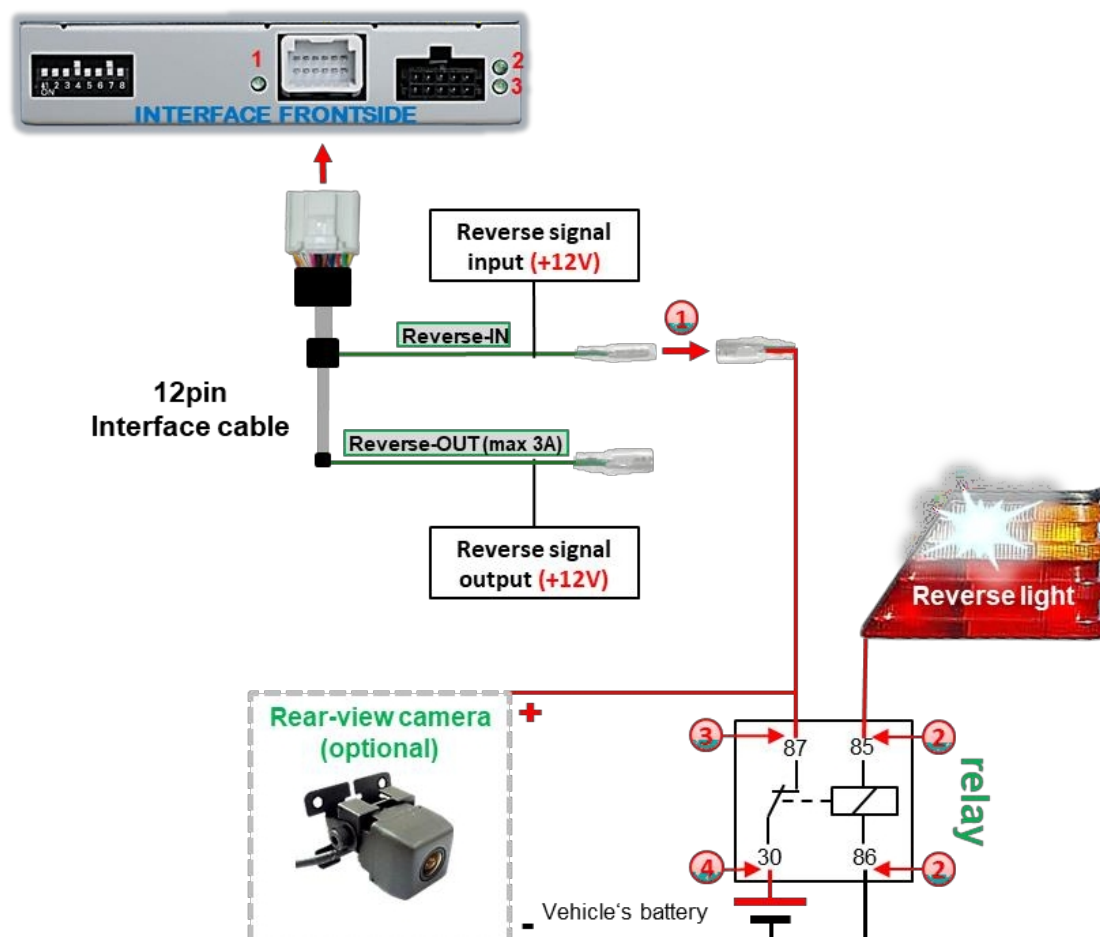 1
2
3
1 2 3 4 5 6 7 8
ON
INTERFACE FRONTSIDE
Reverse signal
input (+12V)
1
Reverse-IN
12pin
Interface cable
Reverse-OUT (max 3A)
Reverse signal
output (+12V)
Reverse light
Rear-view camera
(optional)
+
3
87
85
2
relay
4
30
86
2
- Vehicle's battery